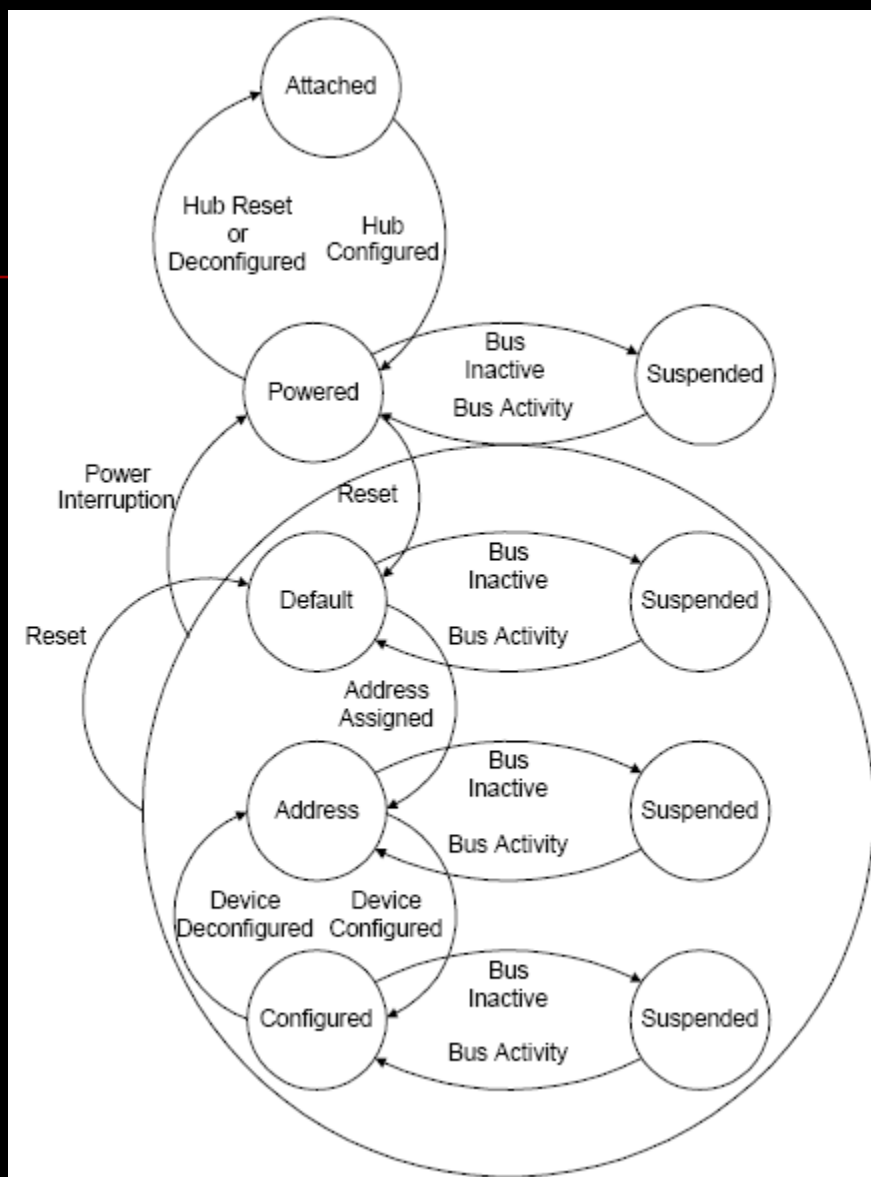 Attached
Hub Reset
or
Deconfigured
Hub
Configured
Powered
Bus
Inactive
Bus Activity
Suspended
Power
Interruption
Reset
Default
Bus
Inactive
Bus Activity
Suspended
Reset
Address
Assigned
Address
Bus
Inactive
Bus Activity
Suspended
Device
Deconfigured
Device
Configured
Configured
Bus
Inactive
Bus Activity
Suspended